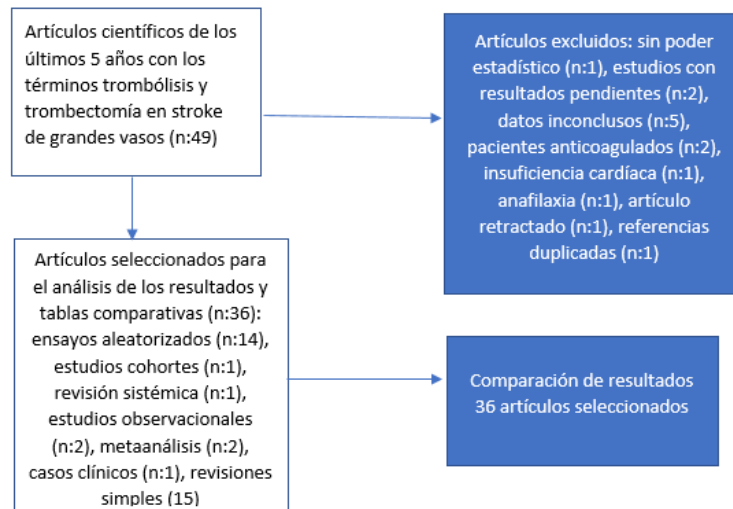 Artículos científicos de los
últimos 5 años con los
términos trombólisis y
trombectomía en stroke
de grandes vasos (n:49)
Artículos excluidos: sin poder
estadístico (n:1), estudios con
resultados pendientes (n:2),
datos inconclusos (n:5),
pacientes anticoagulados (n:2),
insuficiencia cardíaca (n:1),
anafilaxia (n:1), artículo
retractado (n:1), referencias
duplicadas (n:1)
Artículos seleccionados para
el análisis de los resultados y
tablas comparativas (n:36):
ensayos aleatorizados (n:14),
estudios cohortes (n:1),
revisión sistémica (n:1),
estudios observacionales
(n:2), metaanálisis (n:2),
casos clínicos (n:1), revisiones
simples (15)
Comparación de resultados
36 artículos seleccionados